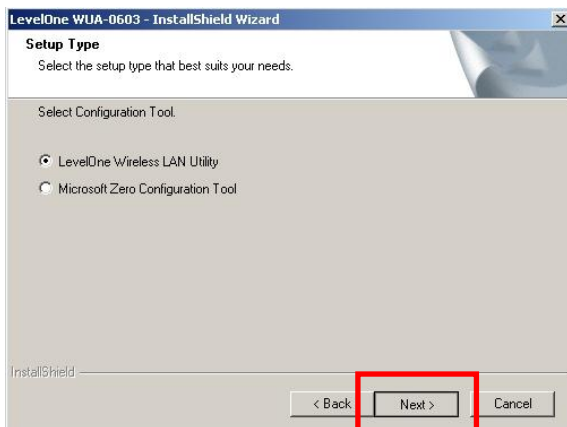 LevelOne WUA-0603 - InstallShield Wizard
Setup Type
Select the setup type that best suits your needs.
Select Configuration Tool.
LevelOne Wireless LAN Utility
Microsoft Zero Configuration Tool
InstallShield
< Back Next > Cancel